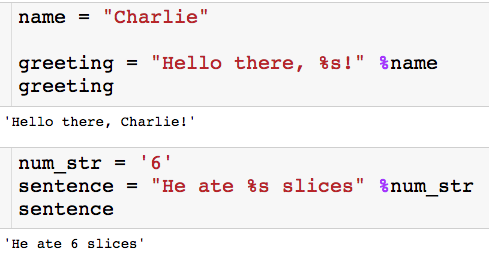 name = "Charlie"
greeting = "Hello there, %s!" %name
greeting
'Hello there, Charlie!'
num_str = '6'
sentence = "He ate %s slices" %num_str
sentence
'He ate 6 slices'